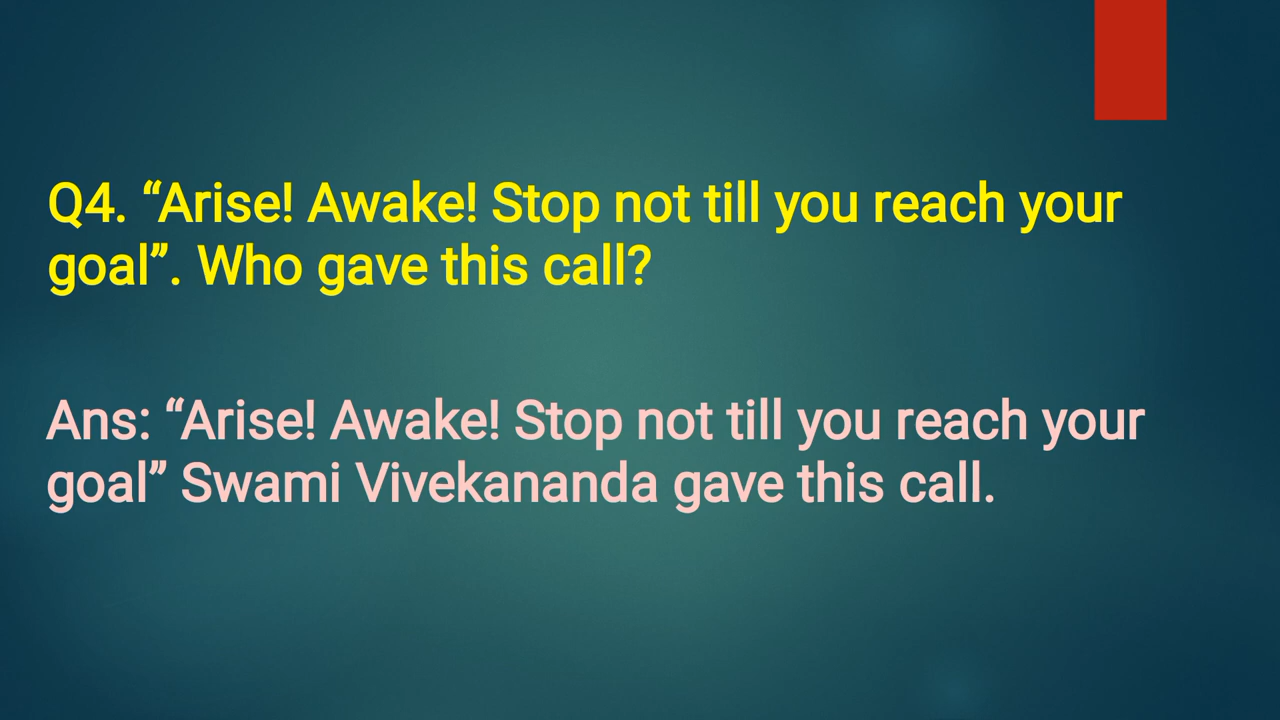 Q4. “Arise! Awake! Stop not till you reach your
goal”. Who gave this call?
Ans: “Arise! Awake! Stop not till you reach your
goal” Swami Vivekananda gave this call.